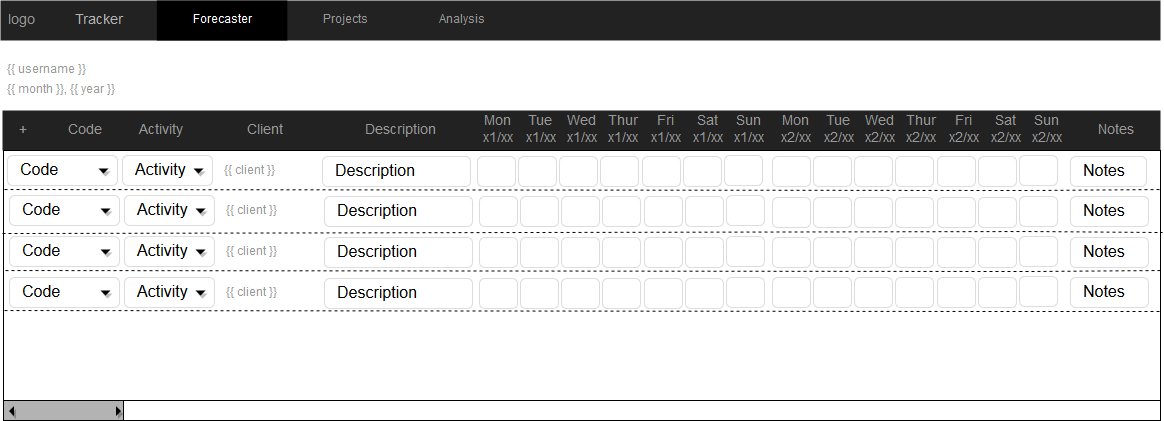 logo Tracker Forecaster Projects Analysis
{{ username }}
{{ month }}, {{ year }}
+ Code Activity Client Description Mon x1/xx Tue x1/xx Wed x1/xx Thur x1/xx Fri x1/xx Sat x1/xx Sun x1/xx Mon x2/xx Tue x2/xx Wed x2/xx Thur x2/xx Fri x2/xx Sat x2/xx Sun x2/xx Notes
Code Activity {{ client }} Description Notes
Code Activity {{ client }} Description Notes
Code Activity {{ client }} Description Notes
Code Activity {{ client }} Description Notes